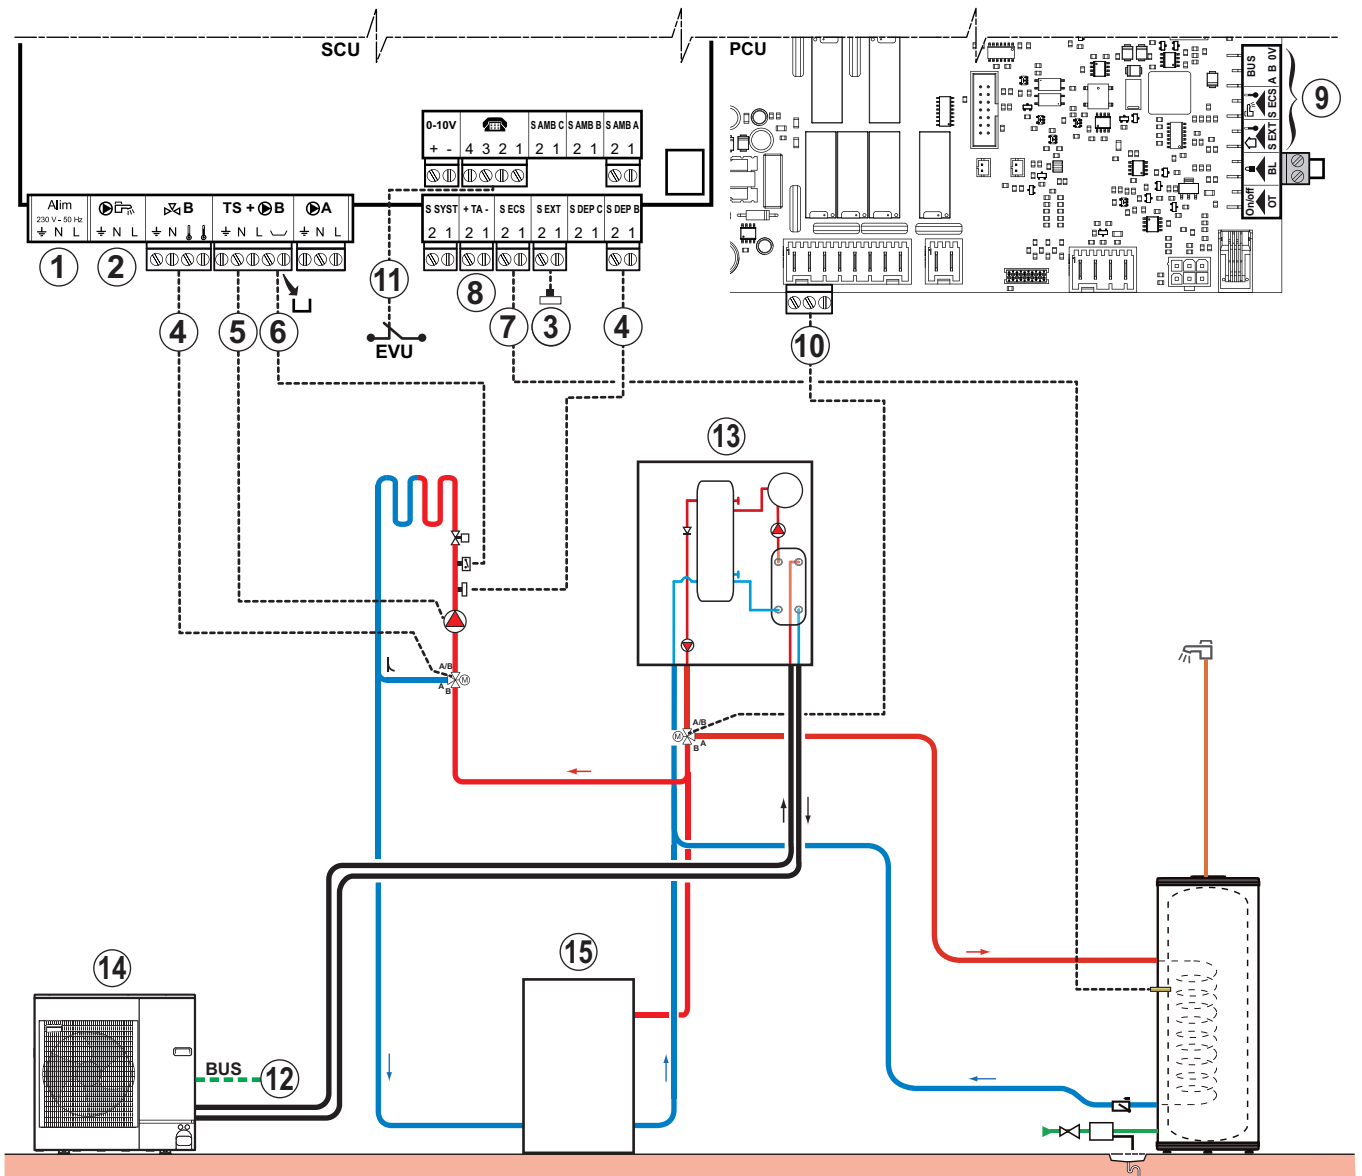 SCU
PCU
BUS
A B 0V
S ECS
S EXT
BL
On/off
OT
9
0-10V
S AMB C
S AMB B
S AMB A
+ -
4 3 2 1
2 1
2 1
2 1
Alim
230 V - 50 Hz
N L
N L
B
N
TS + B
N L
A
N L
S SYST
+ TA -
S ECS
S EXT
S DEP C
S DEP B
2 1
2 1
2 1
2 1
2 1
2 1
1
2
11
8
4
5
6
EVU
7
3
4
10
13
A/B
A
B
M
A/B
M
A
B
14
15
BUS
12